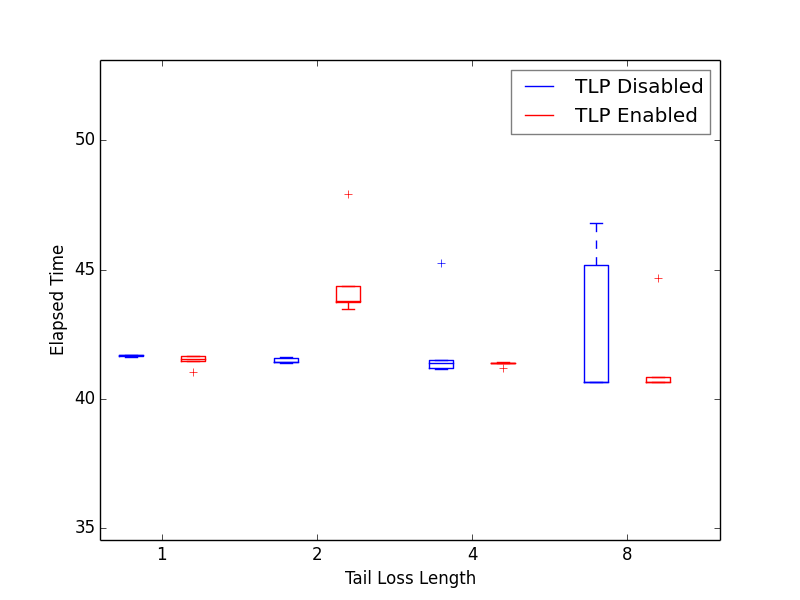 TLP Disabled
TLP Enabled
Elapsed Time
50
45
40
35
1 2 4 8
Tail Loss Length